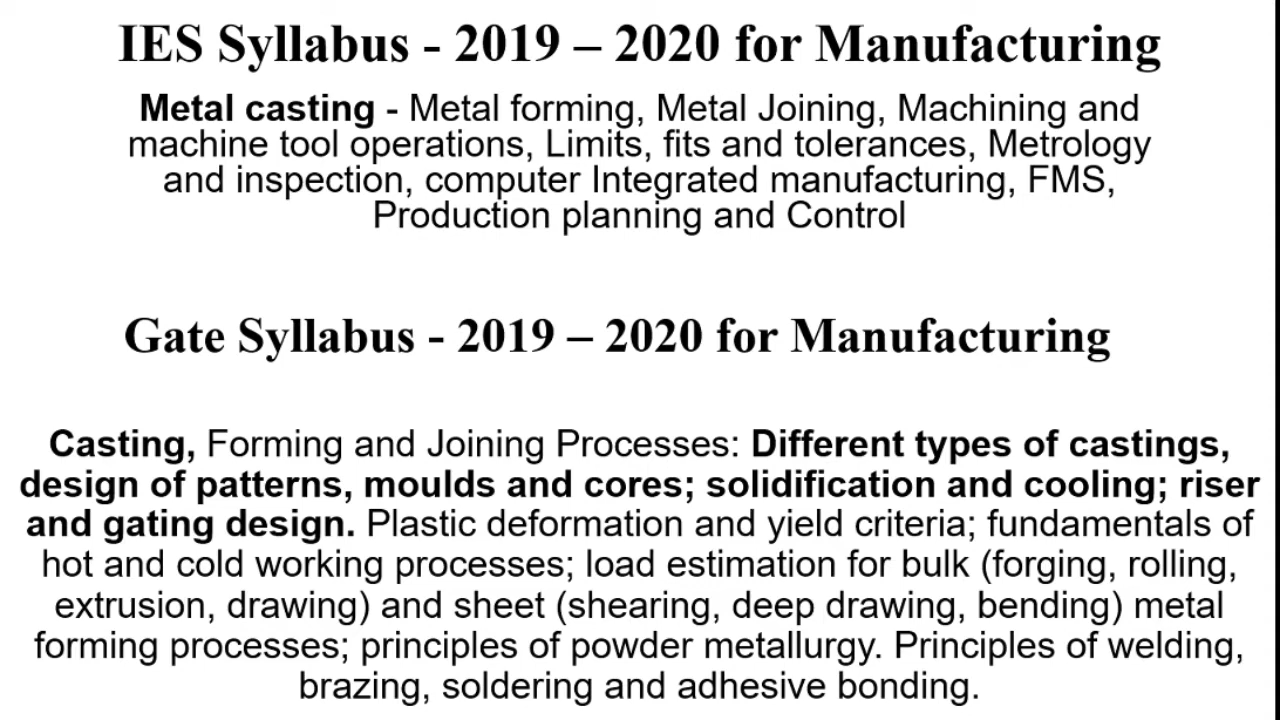 IES Syllabus - 2019 – 2020 for Manufacturing
Metal casting - Metal forming, Metal Joining, Machining and
machine tool operations, Limits, fits and tolerances, Metrology
and inspection, computer Integrated manufacturing, FMS,
Production planning and Control
Gate Syllabus - 2019 – 2020 for Manufacturing
Casting, Forming and Joining Processes: Different types of castings,
design of patterns, moulds and cores; solidification and cooling; riser
and gating design. Plastic deformation and yield criteria; fundamentals of
hot and cold working processes; load estimation for bulk (forging, rolling,
extrusion, drawing) and sheet (shearing, deep drawing, bending) metal
forming processes; principles of powder metallurgy. Principles of welding,
brazing, soldering and adhesive bonding.